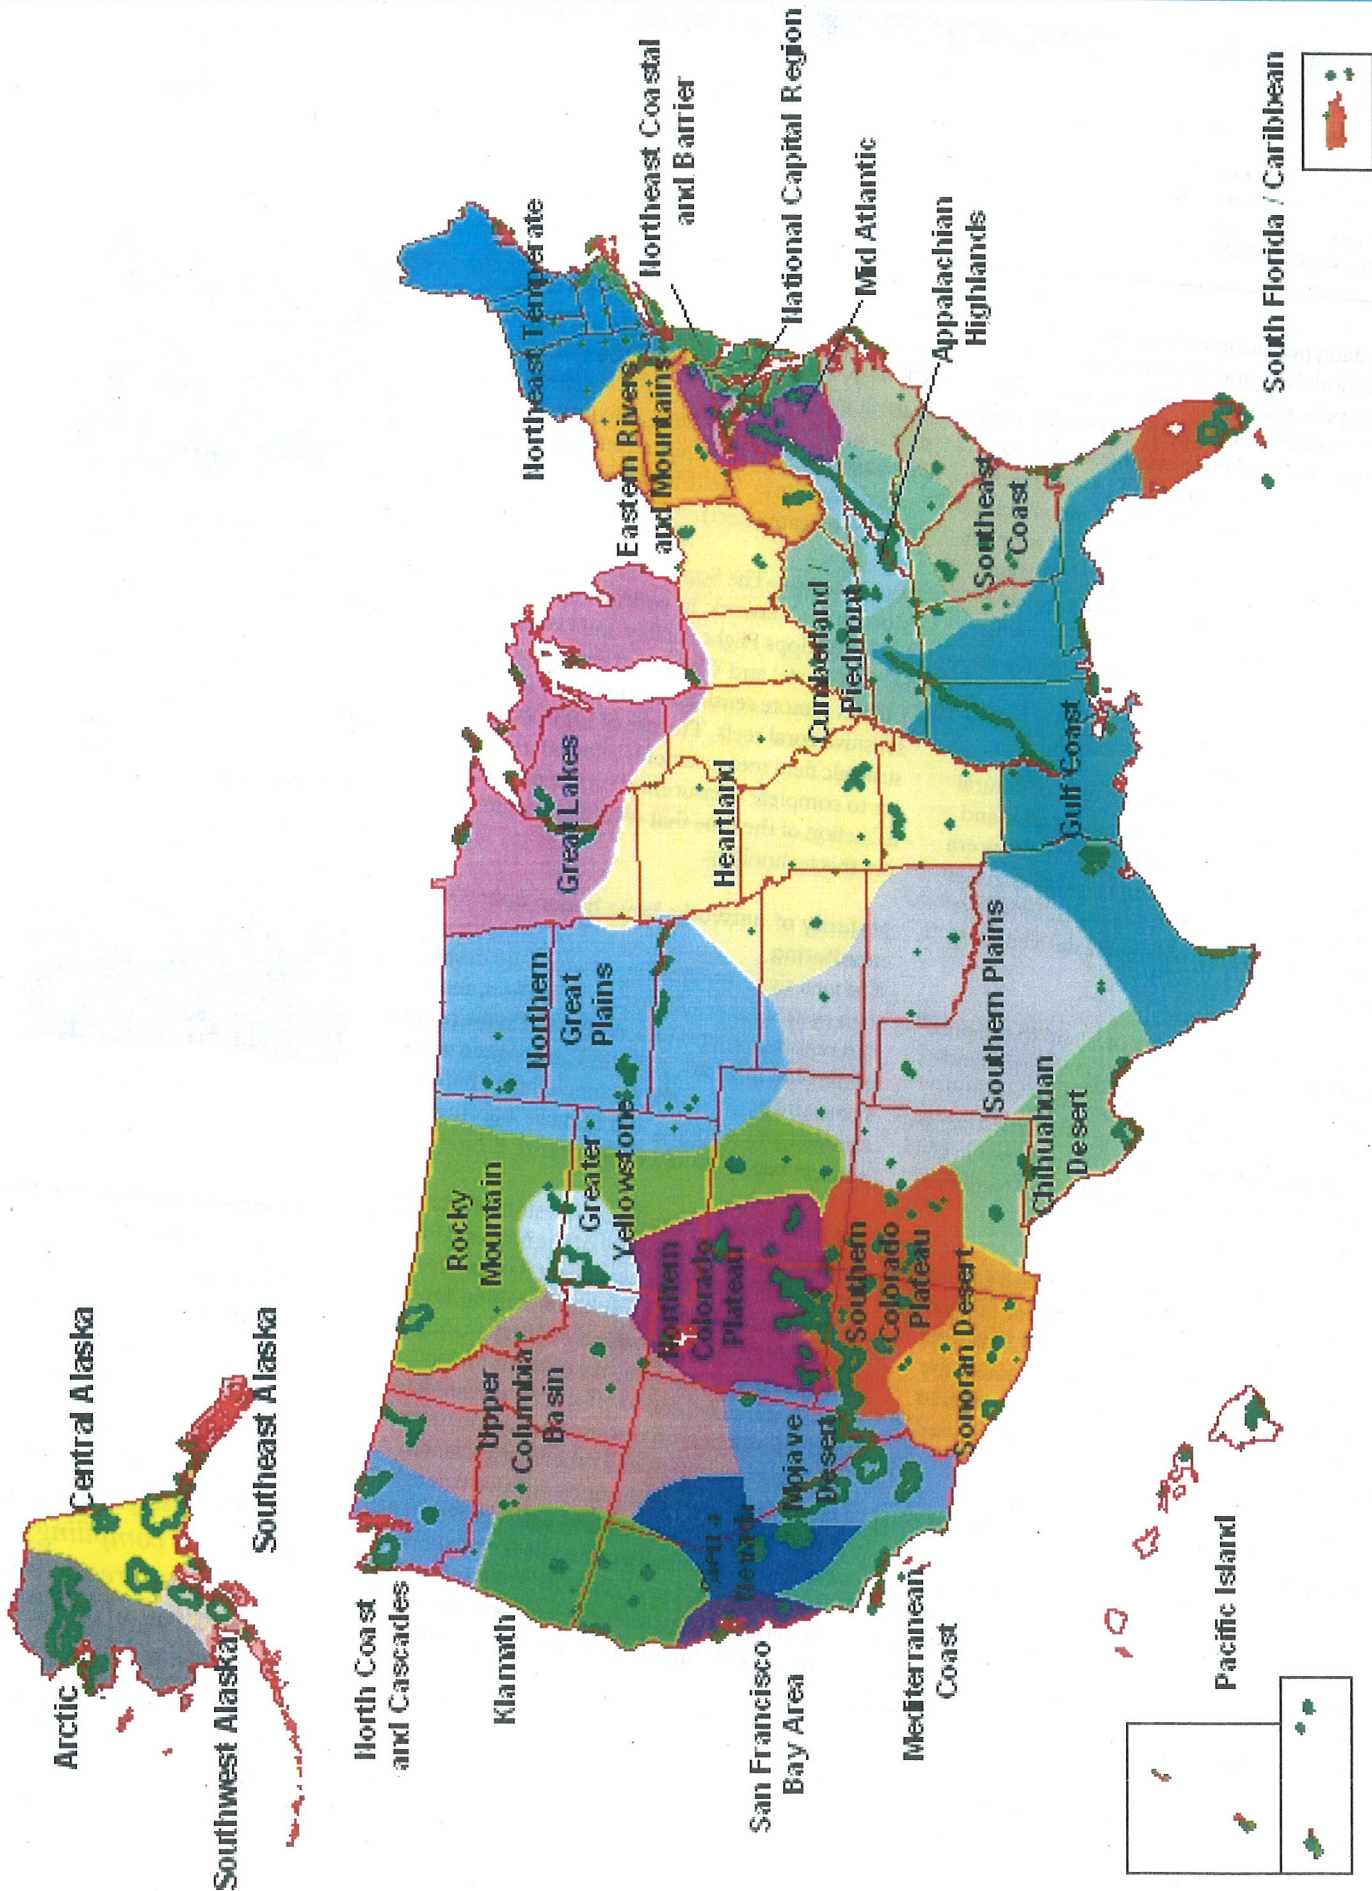 Arctic
Central Alaska
Southwest Alaska
Southeast Alaska
North Coast
and Cascades
Klamath
San Francisco
Bay Area
Mediterranean
Coast
Pacific Island
Upper
Columbia
Basin
Rocky
Mountain
Greater
Yellowstone
Northern
Colorado
Plateau
Sierra
Nevada
Mojave
Desert
Southern
Colorado
Plateau
Sonoran Desert
Chihuahuan
Desert
Northern
Great
Plains
Southern Plains
Great Lakes
Heartland
Gulf Coast
Cumberland /
Piedmont
Southeast
Coast
Eastern Rivers
and Mountains
Northeast Temperate
Northeast Coastal
and Barrier
National Capital Region
Mid Atlantic
Appalachian
Highlands
South Florida / Caribbean